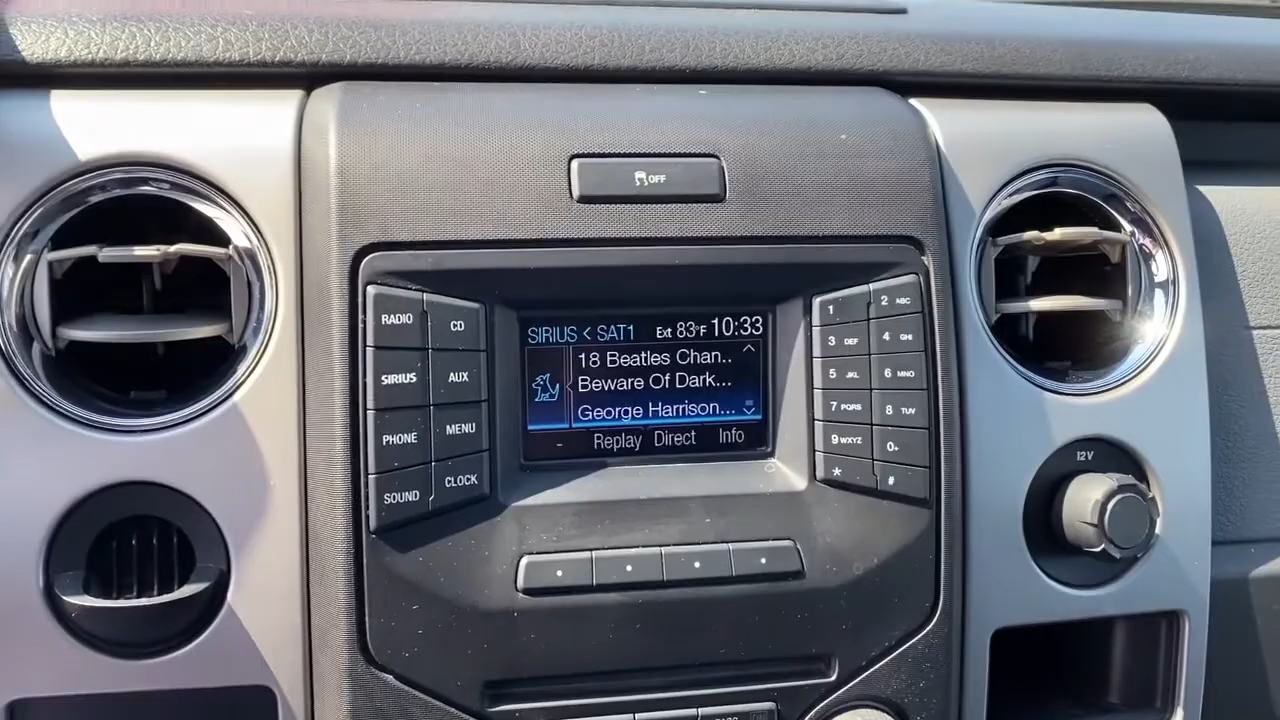 OFF
RADIO
CD
SIRIUS
AUX
PHONE
MENU
SOUND
CLOCK
SIRIUS < SAT1 Ext 83°F 10:33
18 Beatles Chan..
Beware Of Dark...
George Harrison...
- Replay Direct Info
1
2 ABC
3 DEF
4 GHI
5 JKL
6 MNO
7 PQRS
8 TUV
9 WXYZ
0+
*
#
12V